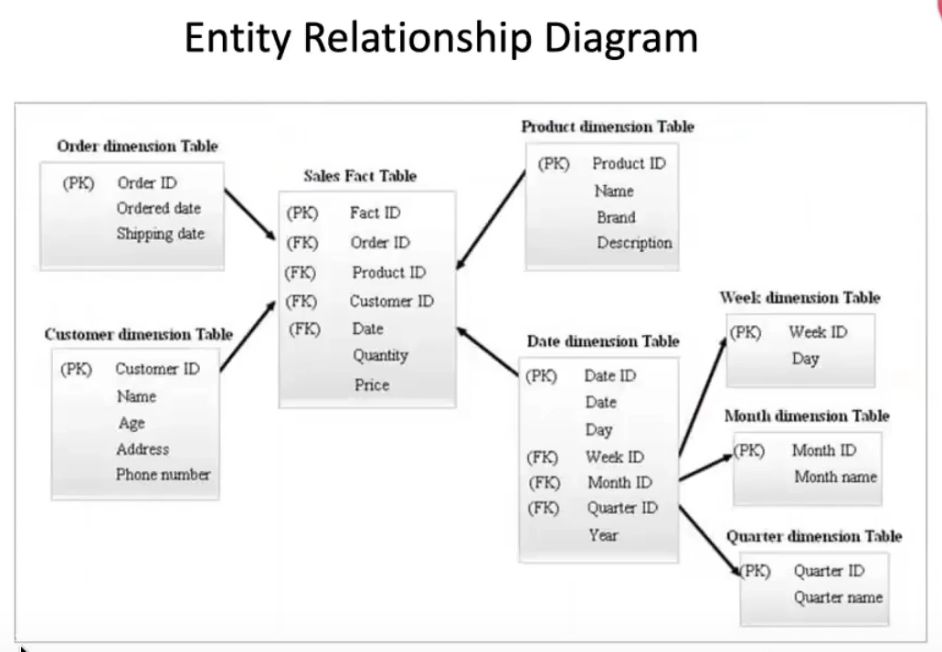 Entity Relationship Diagram
Order dimension Table
(PK) Order ID
Ordered date
Shipping date
Customer dimension Table
(PK) Customer ID
Name
Age
Address
Phone number
Sales Fact Table
(PK) Fact ID
(FK) Order ID
(FK) Product ID
(FK) Customer ID
(FK) Date
Quantity
Price
Product dimension Table
(PK) Product ID
Name
Brand
Description
Date dimension Table
(PK) Date ID
Date
Day
(FK) Week ID
(FK) Month ID
(FK) Quarter ID
Year
Week dimension Table
(PK) Week ID
Day
Month dimension Table
(PK) Month ID
Month name
Quarter dimension Table
(PK) Quarter ID
Quarter name